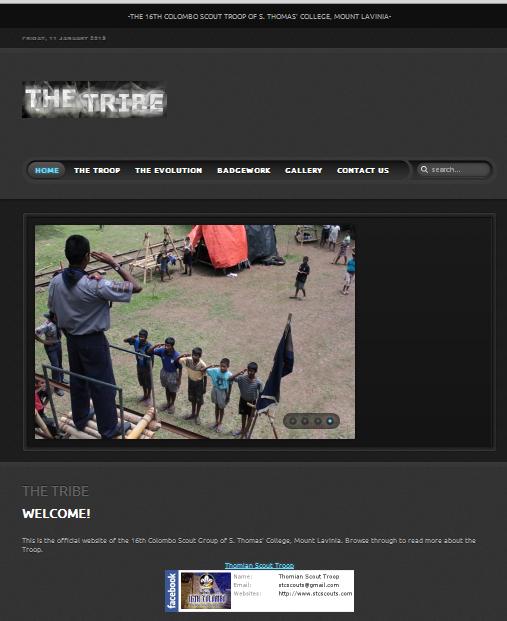 -THE 16TH COLOMBO SCOUT TROOP OF S. THOMAS' COLLEGE, MOUNT LAVINIA-
FRIDAY, 11 JANUARY 2013
THE TRIBE
HOME THE TROOP THE EVOLUTION BADGEWORK GALLERY CONTACT US search...
THE TRIBE
WELCOME!
This is the official website of the 16th Colombo Scout Group of S. Thomas' College, Mount Lavinia. Browse through to read more about the
Troop.
Thomian Scout Troop
facebook
16TH COLOMBO
Name: Thomian Scout Troop
Email: stcscouts@gmail.com
Websites: http://www.stcscouts.com